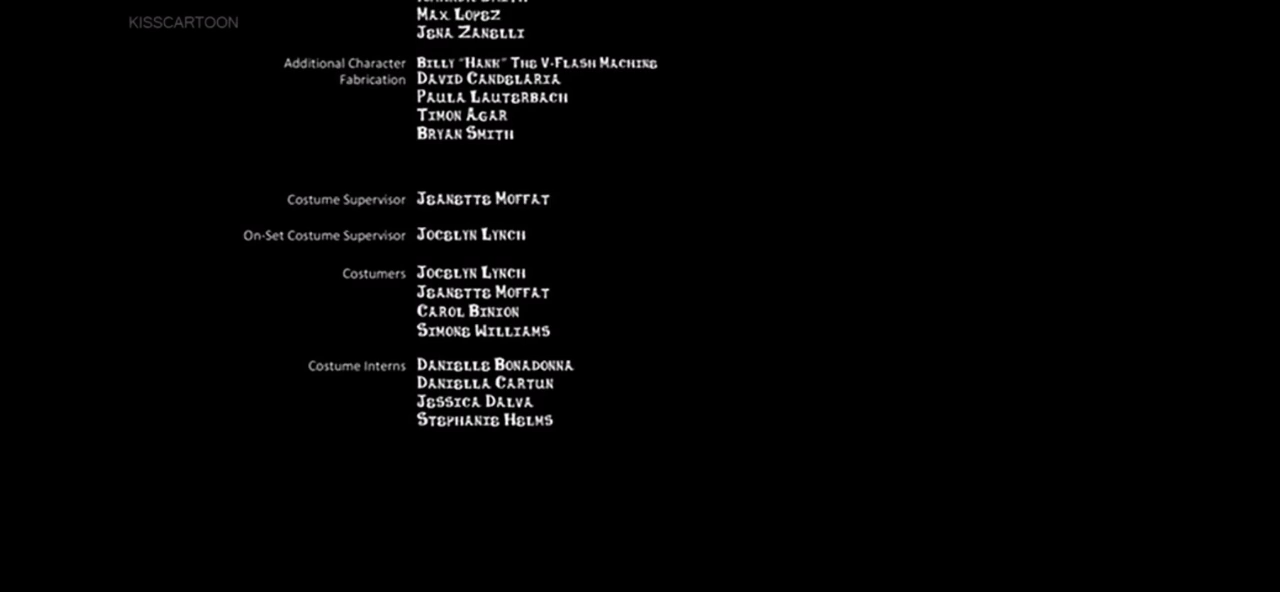 KISSCARTOON
Max Lopez
Jena Zanelli
Additional Character Billy "Hank" The V-Flash Machine
Fabrication David Candelaria
Paula Lauterbach
Timon Agar
Bryan Smith
Costume Supervisor Jeanette Moffat
On-Set Costume Supervisor Jocelyn Lynch
Costumers Jocelyn Lynch
Jeanette Moffat
Carol Binion
Simone Williams
Costume Interns Danielle Bonadonna
Daniella Cartun
Jessica Dalva
Stephanie Helms